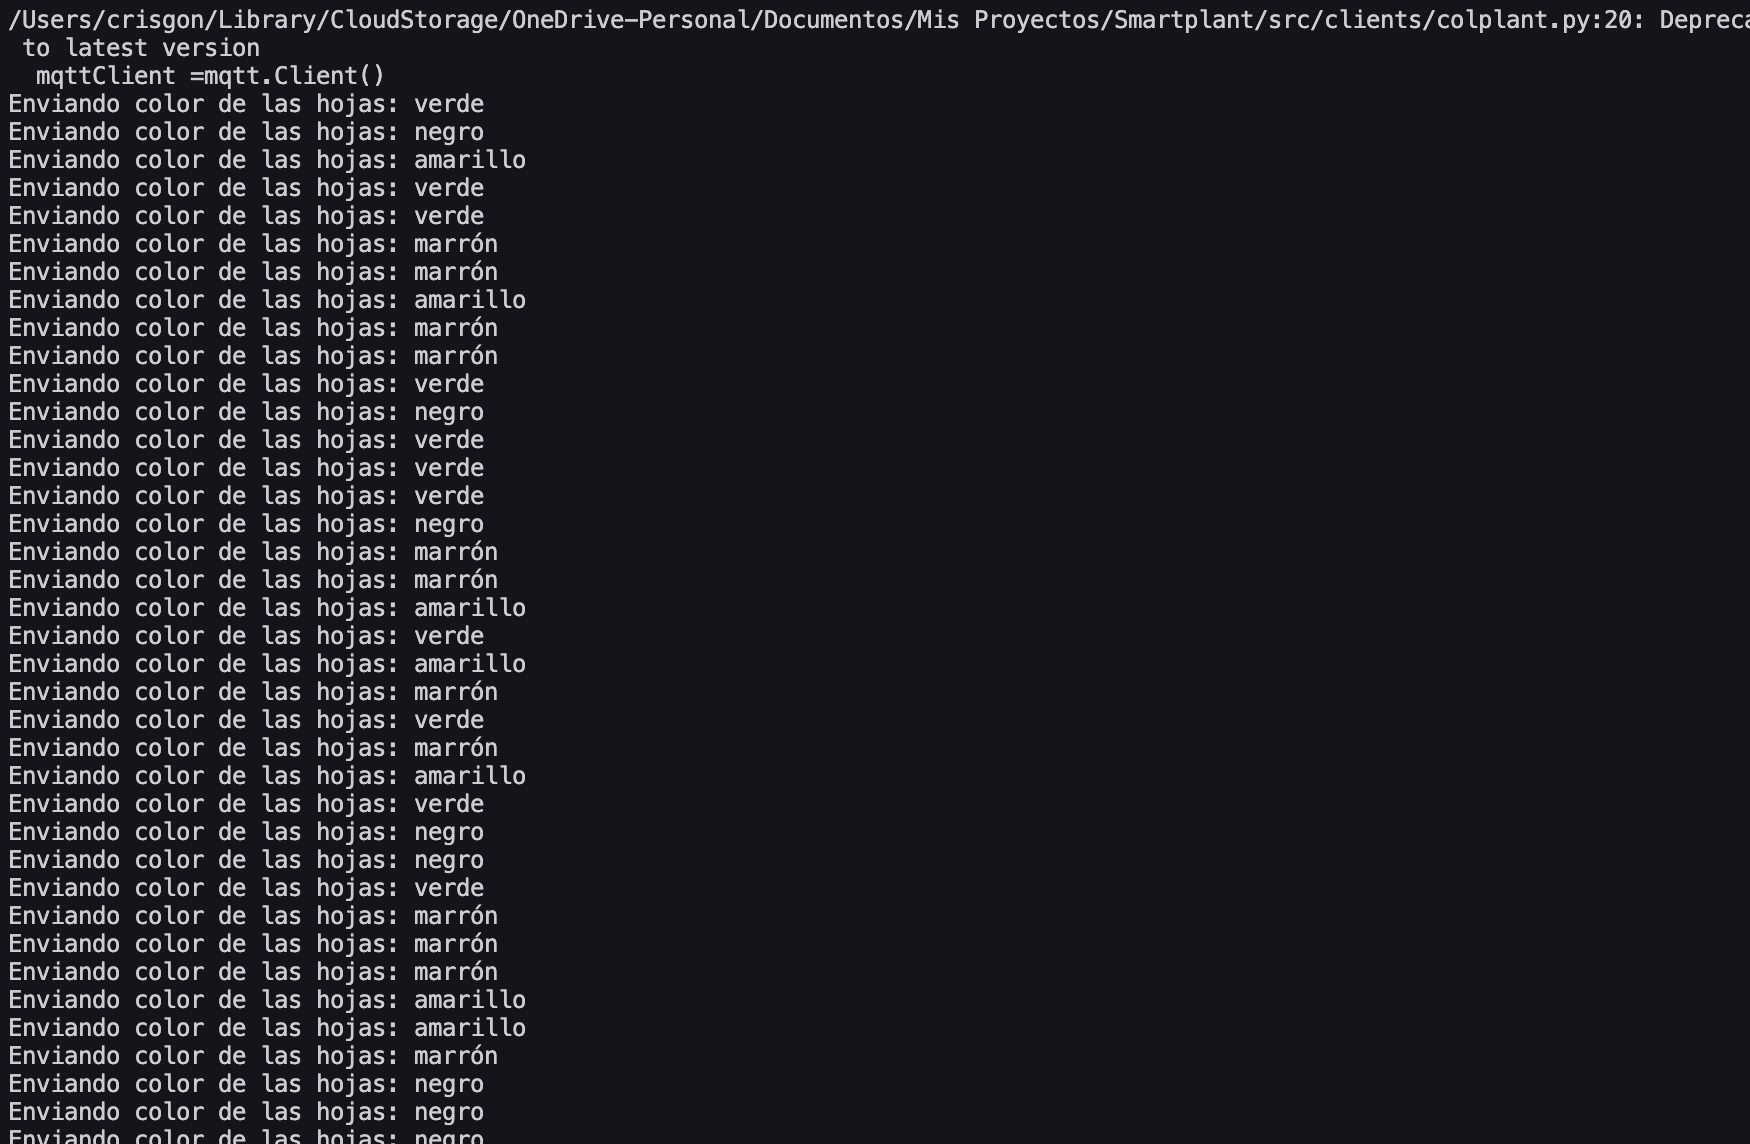 /Users/crisgon/Library/CloudStorage/OneDrive-Personal/Documentos/Mis Proyectos/Smartplant/src/clients/colplant.py:20: Depreca
to latest version
mqttClient =mqtt.Client()
Enviando color de las hojas: verde
Enviando color de las hojas: negro
Enviando color de las hojas: amarillo
Enviando color de las hojas: verde
Enviando color de las hojas: verde
Enviando color de las hojas: marrón
Enviando color de las hojas: marrón
Enviando color de las hojas: amarillo
Enviando color de las hojas: marrón
Enviando color de las hojas: marrón
Enviando color de las hojas: verde
Enviando color de las hojas: negro
Enviando color de las hojas: verde
Enviando color de las hojas: verde
Enviando color de las hojas: verde
Enviando color de las hojas: negro
Enviando color de las hojas: marrón
Enviando color de las hojas: marrón
Enviando color de las hojas: amarillo
Enviando color de las hojas: verde
Enviando color de las hojas: amarillo
Enviando color de las hojas: marrón
Enviando color de las hojas: verde
Enviando color de las hojas: marrón
Enviando color de las hojas: amarillo
Enviando color de las hojas: verde
Enviando color de las hojas: negro
Enviando color de las hojas: negro
Enviando color de las hojas: verde
Enviando color de las hojas: marrón
Enviando color de las hojas: marrón
Enviando color de las hojas: marrón
Enviando color de las hojas: amarillo
Enviando color de las hojas: amarillo
Enviando color de las hojas: marrón
Enviando color de las hojas: negro
Enviando color de las hojas: negro
Enviando color de las hojas: negro